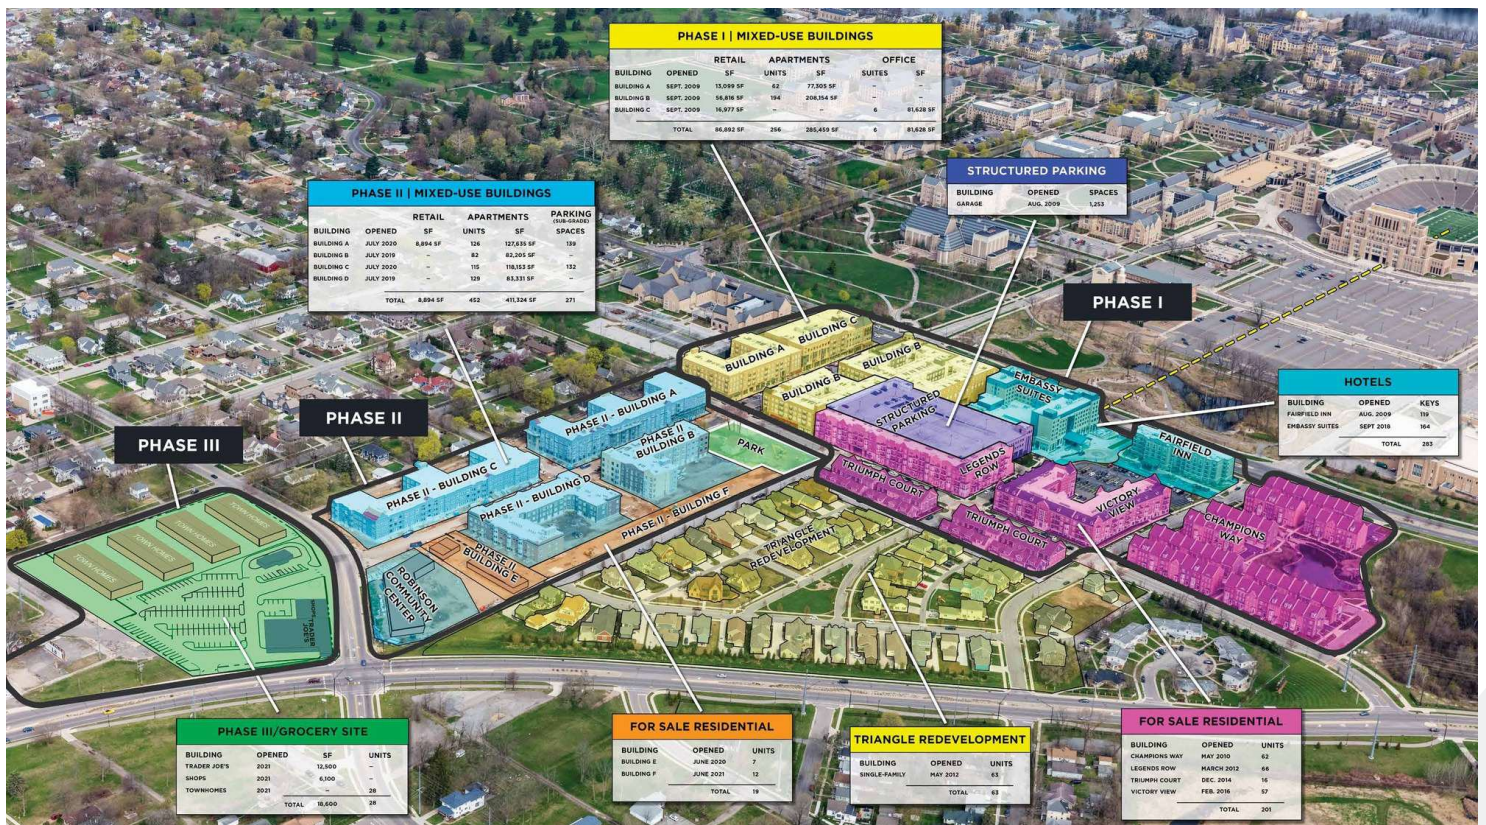 PHASE I | MIXED-USE BUILDINGS
RETAIL APARTMENTS OFFICE
BUILDING OPENED SF UNITS SF SUITES SF
BUILDING A SEPT. 2009 13,099 SF 62 77,305 SF – –
BUILDING B SEPT. 2009 56,816 SF 194 208,154 SF – –
BUILDING C SEPT. 2009 16,977 SF – 6 81,628 SF
TOTAL 86,892 SF 256 285,459 SF 6 81,628 SF
STRUCTURED PARKING
BUILDING OPENED SPACES
GARAGE AUG. 2009 1,253
PHASE II | MIXED-USE BUILDINGS
RETAIL APARTMENTS PARKING
(SUB-GRADE)
BUILDING OPENED SF UNITS SF SPACES
BUILDING A JULY 2020 8,894 SF 126 127,635 SF 139
BUILDING B JULY 2019 – 82 82,205 SF –
BUILDING C JULY 2020 – 115 118,153 SF 132
BUILDING D JULY 2019 – 129 83,331 SF –
TOTAL 8,894 SF 452 411,324 SF 271
PHASE I
BUILDING A
BUILDING C
BUILDING B
BUILDING B
STRUCTURED
PARKING
EMBASSY
SUITES
FAIRFIELD
INN
HOTELS
BUILDING OPENED KEYS
FAIRFIELD INN AUG. 2009 119
EMBASSY SUITES SEPT 2018 164
TOTAL 283
PHASE II
PHASE III
PHASE II - BUILDING A
PHASE II
BUILDING B
PARK
PHASE II - BUILDING C
PHASE II - BUILDING D
PHASE II - BUILDING F
PHASE II
BUILDING E
ROBINSON
COMMUNITY
CENTER
LEGENDS
ROW
TRIUMPH COURT
TRIUMPH COURT
VICTORY
VIEW
CHAMPIONS
WAY
TRIANGLE
REDEVELOPMENT
TOWN HOMES
TOWN HOMES
TOWN HOMES
TOWN HOMES
SHOPS
TRADER
JOE'S
PHASE III/GROCERY SITE
BUILDING OPENED SF UNITS
TRADER JOE'S 2021 12,500 –
SHOPS 2021 6,100 –
TOWNHOMES 2021 – 28
TOTAL 18,600 28
FOR SALE RESIDENTIAL
BUILDING OPENED UNITS
BUILDING E JUNE 2020 7
BUILDING F JUNE 2021 12
TOTAL 19
TRIANGLE REDEVELOPMENT
BUILDING OPENED UNITS
SINGLE-FAMILY MAY 2012 63
TOTAL 63
FOR SALE RESIDENTIAL
BUILDING OPENED UNITS
CHAMPIONS WAY MAY 2010 62
LEGENDS ROW MARCH 2012 66
TRIUMPH COURT DEC. 2014 16
VICTORY VIEW FEB. 2016 57
TOTAL 201